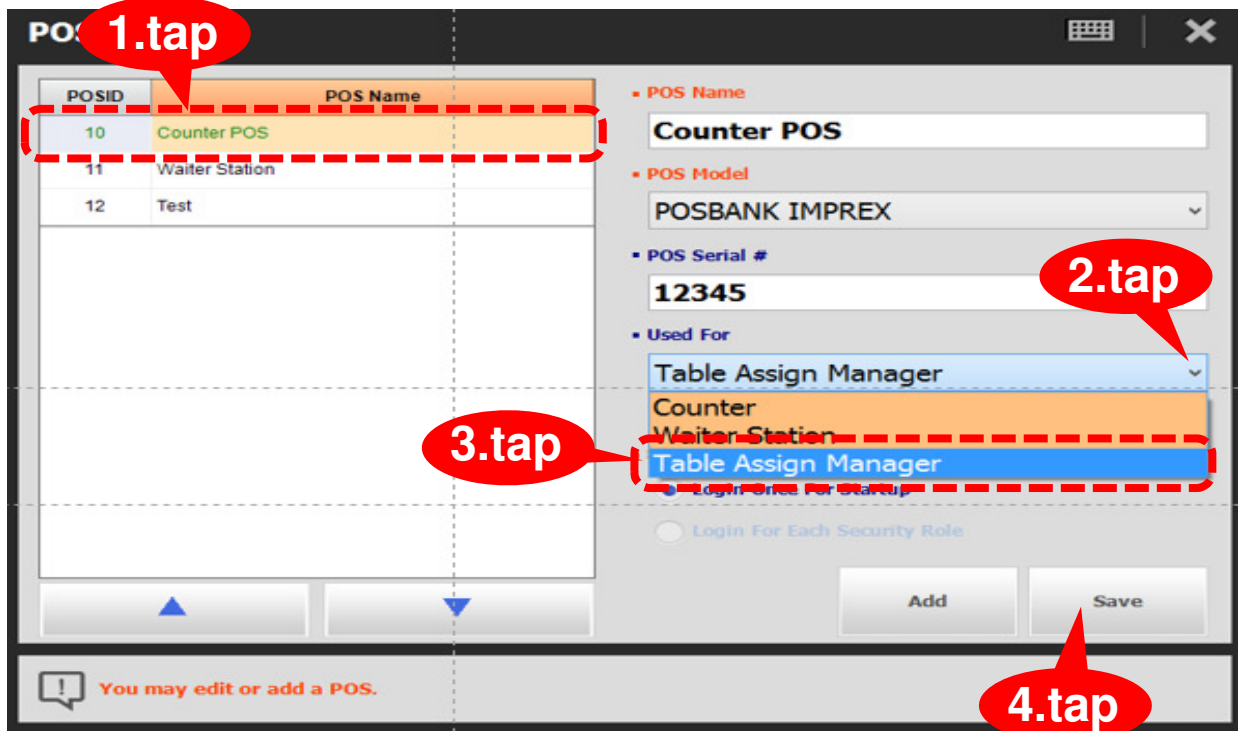 POS
1.tap
POSID POS Name
10 Counter POS
11 Waiter Station
12 Test
POS Name
Counter POS
POS Model
POSBANK IMPREX
POS Serial #
12345
2.tap
Used For
Table Assign Manager
Counter
Waiter Station
3.tap
Table Assign Manager
Login Once For Startup
Login For Each Security Role
Add
Save
You may edit or add a POS.
4.tap